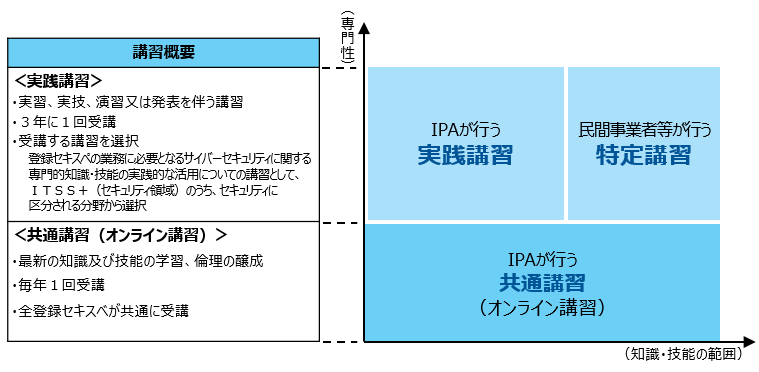 講習概要
＜実践講習＞
・実習、実技、演習又は発表を伴う講習
・３年に１回受講
・受講する講習を選択
登録セキスペの業務に必要となるサイバーセキュリティに関する
専門的知識・技能の実践的な活用についての講習として、
ＩＴＳＳ＋（セキュリティ領域）のうち、セキュリティに
区分される分野から選択
＜共通講習（オンライン講習）＞
・最新の知識及び技能の学習、倫理の醸成
・毎年１回受講
・全登録セキスペが共通に受講
（専門性）
IPAが行う
実践講習
民間事業者等が行う
特定講習
IPAが行う
共通講習
（オンライン講習）
（知識・技能の範囲）